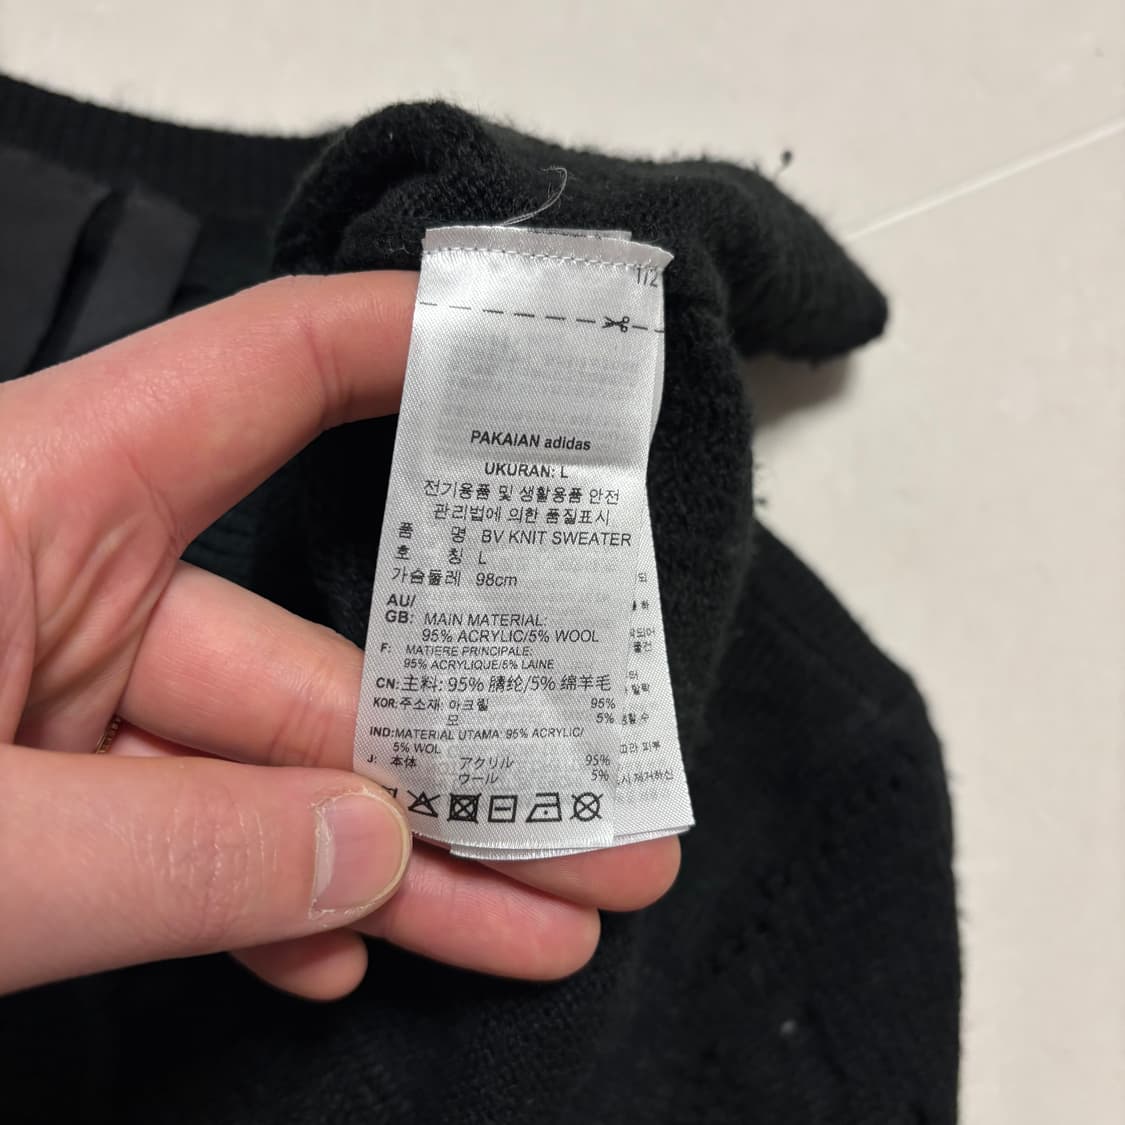 1/2
PAKAIAN adidas
UKURAN: L
전기용품 및 생활용품 안전
관리법에 의한 품질표시
품 명 BV KNIT SWEATER
호 칭 L
가슴둘레 98cm
AU/
GB: MAIN MATERIAL:
95% ACRYLIC/5% WOOL
F: MATIERE PRINCIPALE:
95% ACRYLIQUE/5% LAINE
CN: 主料: 95% 腈纶/5% 绵羊毛
KOR: 주소재: 아크릴 95%
모 5%
IND: MATERIAL UTAMA: 95% ACRYLIC/
5% WOL
J: 本体 アクリル 95%
ウール 5%